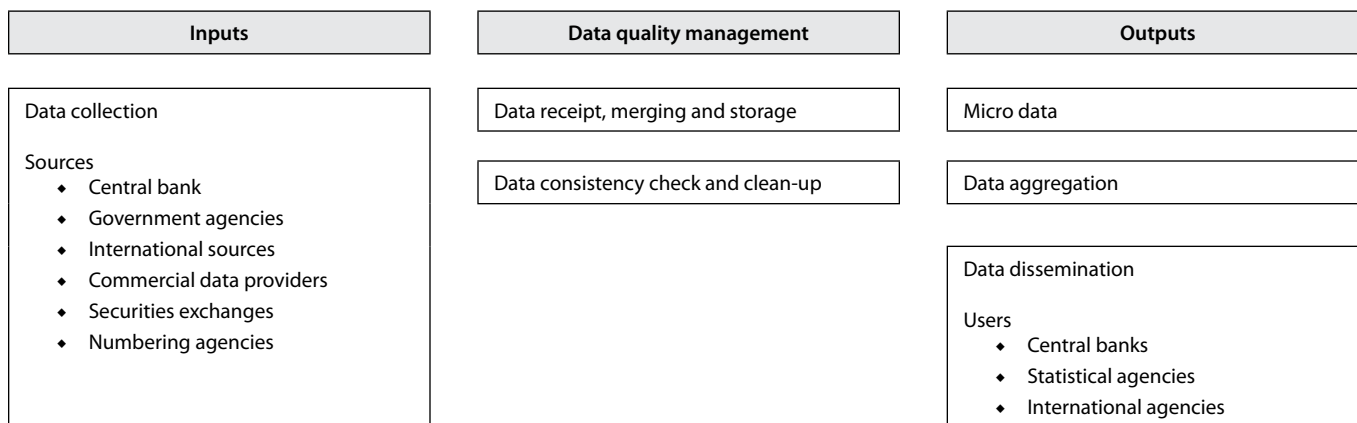 Inputs
Data collection
Sources
◆ Central bank
◆ Government agencies
◆ International sources
◆ Commercial data providers
◆ Securities exchanges
◆ Numbering agencies
Data quality management
Data receipt, merging and storage
Data consistency check and clean-up
Outputs
Micro data
Data aggregation
Data dissemination
Users
◆ Central banks
◆ Statistical agencies
◆ International agencies